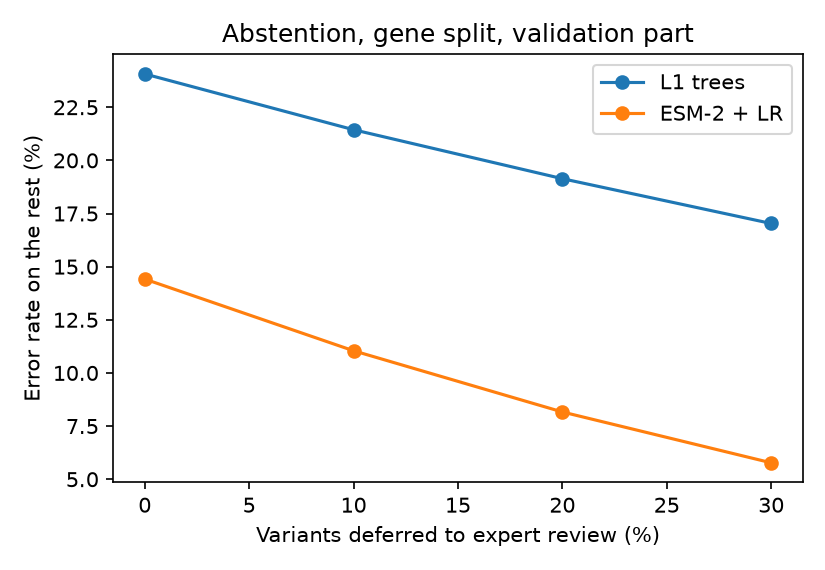 Abstention, gene split, validation part
L1 trees
ESM-2 + LR
Error rate on the rest (%)
22.5
20.0
17.5
15.0
12.5
10.0
7.5
5.0
0 5 10 15 20 25 30
Variants deferred to expert review (%)